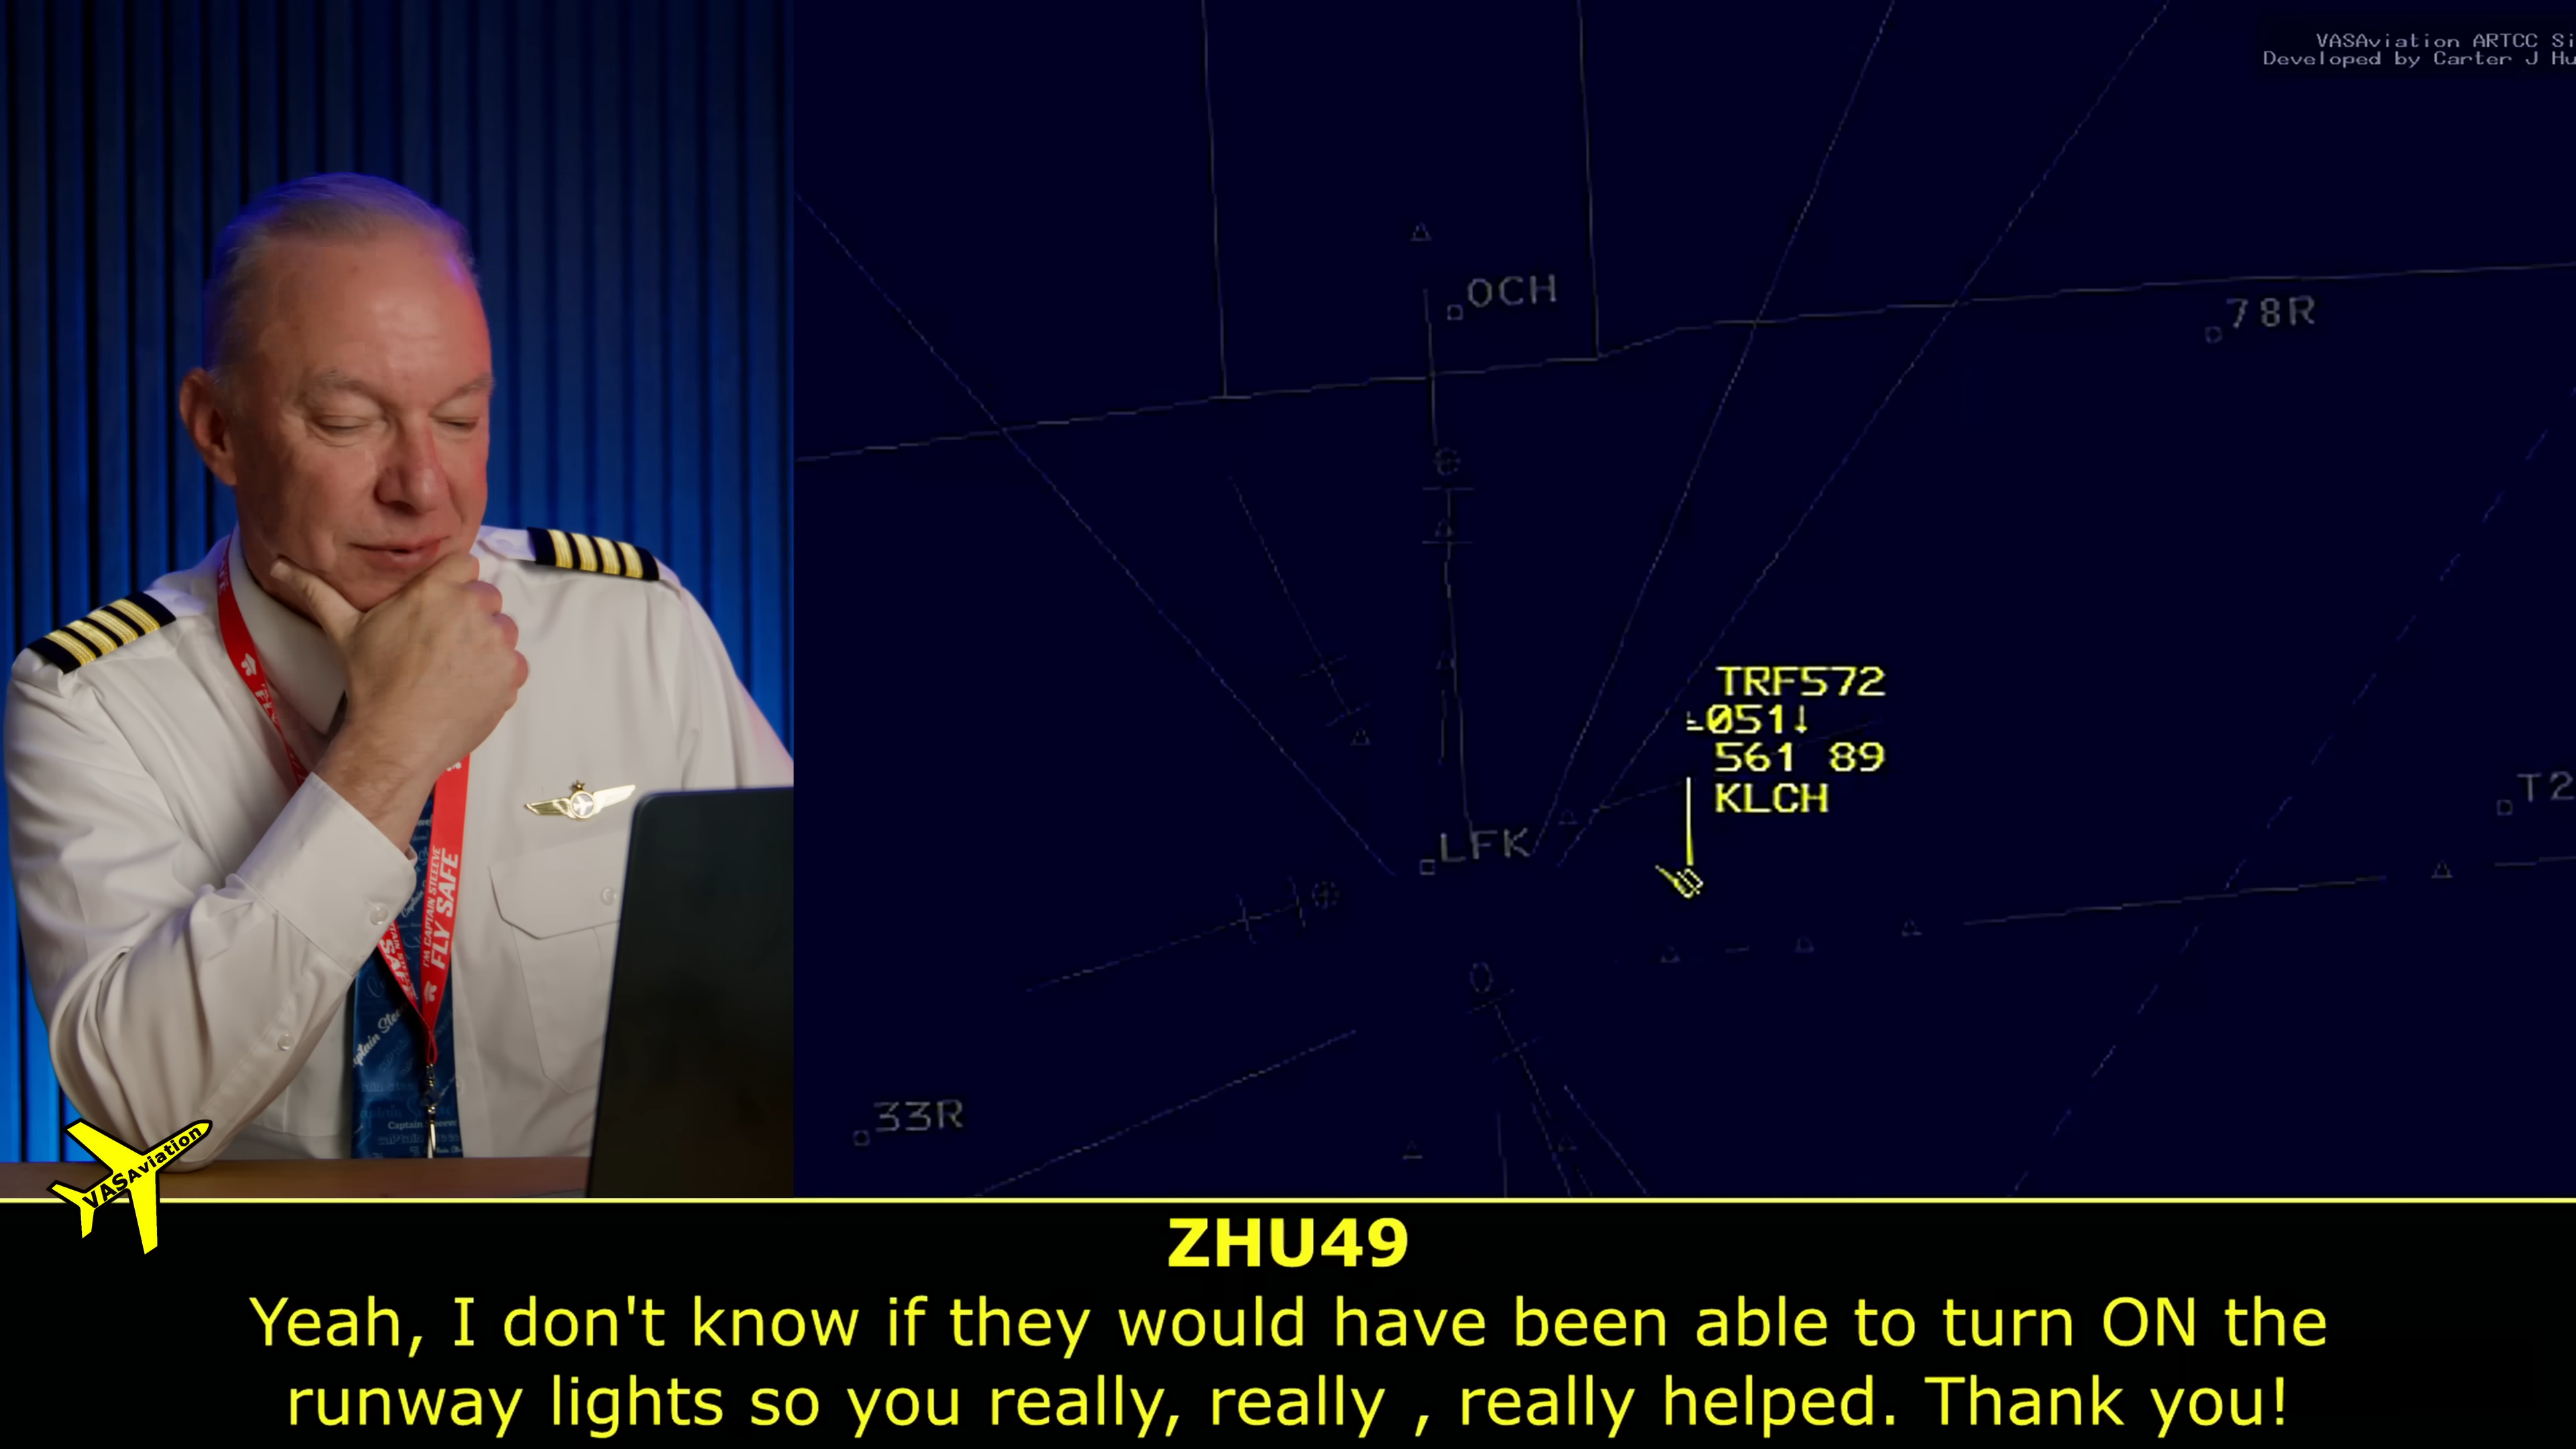 VASAviation ARTCC Si
Developed by Carter J Hu
OCH
78R
TRF572
051↓
561 89
KLCH
LFK
T2
33R
I'M CAPTAIN STEEEVE
FLY SAFE
VASAviation
ZHU49
Yeah, I don't know if they would have been able to turn ON the
runway lights so you really, really , really helped. Thank you!